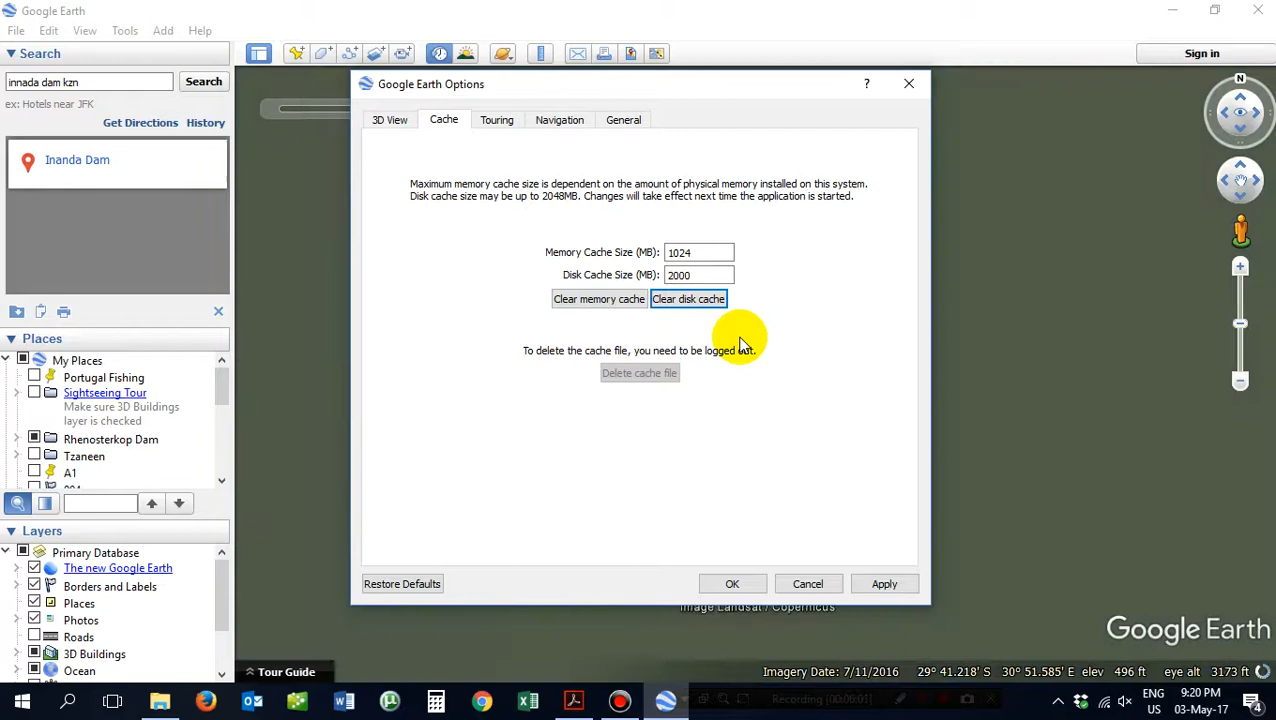 Google Earth
File Edit View Tools Add Help
Search
Sign in
innada dam kzn
Search
ex: Hotels near JFK
Get Directions History
Inanda Dam
Places
My Places
Portugal Fishing
Sightseeing Tour
Make sure 3D Buildings
layer is checked
Rhenosterkop Dam
Tzaneen
A1
Layers
Primary Database
The new Google Earth
Borders and Labels
Places
Photos
Roads
3D Buildings
Ocean
Google Earth Options
?
3D View Cache Touring Navigation General
Maximum memory cache size is dependent on the amount of physical memory installed on this system.
Disk cache size may be up to 2048MB. Changes will take effect next time the application is started.
Memory Cache Size (MB): 1024
Disk Cache Size (MB): 2000
Clear memory cache Clear disk cache
To delete the cache file, you need to be logged out.
Delete cache file
Restore Defaults OK Cancel Apply
N
Image Landsat / Copernicus
Google Earth
Tour Guide
Imagery Date: 7/11/2016 29° 41.218' S 30° 51.585' E elev 496 ft eye alt 3173 ft
Recording [00:06:01]
ENG
US
9:20 PM
03-May-17
4